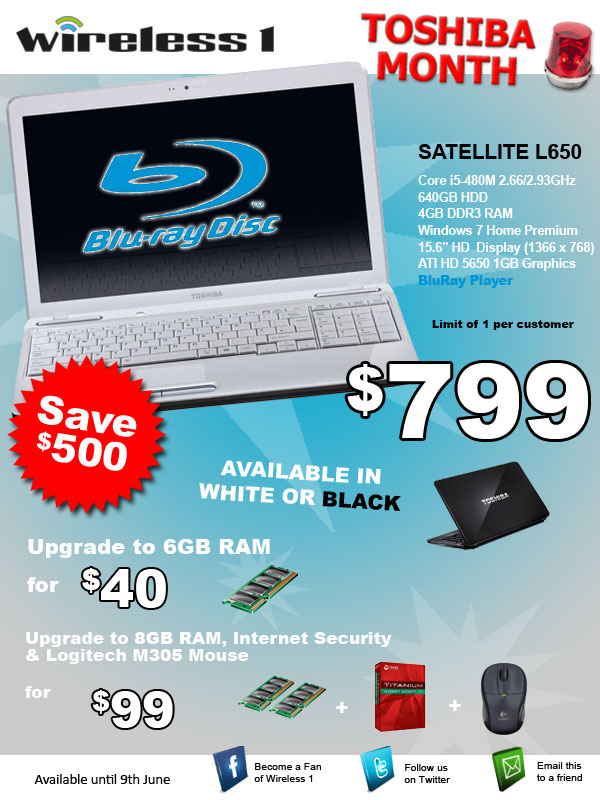 wireless 1
TOSHIBA
MONTH
Blu-ray Disc
TOSHIBA
SATELLITE L650
Core i5-480M 2.66/2.93GHz
640GB HDD
4GB DDR3 RAM
Windows 7 Home Premium
15.6" HD Display (1366 x 768)
ATI HD 5650 1GB Graphics
BluRay Player
Limit of 1 per customer
$799
Save
$500
AVAILABLE IN
WHITE OR BLACK
TOSHIBA
Upgrade to 6GB RAM
for $40
Upgrade to 8GB RAM, Internet Security
& Logitech M305 Mouse
for $99
+
TITANIUM
+
Logitech
Available until 9th June
Become a Fan
of Wireless 1
Follow us
on Twitter
Email this
to a friend